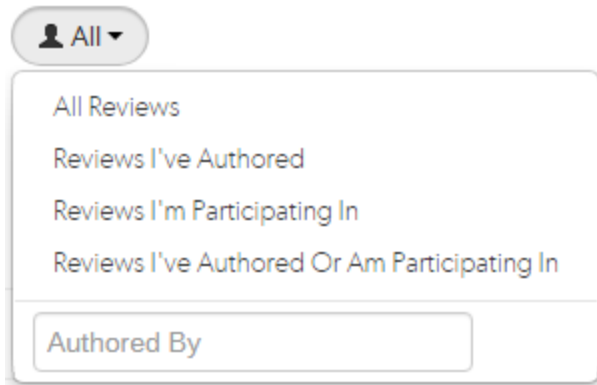 All
All Reviews
Reviews I've Authored
Reviews I'm Participating In
Reviews I've Authored Or Am Participating In
Authored By